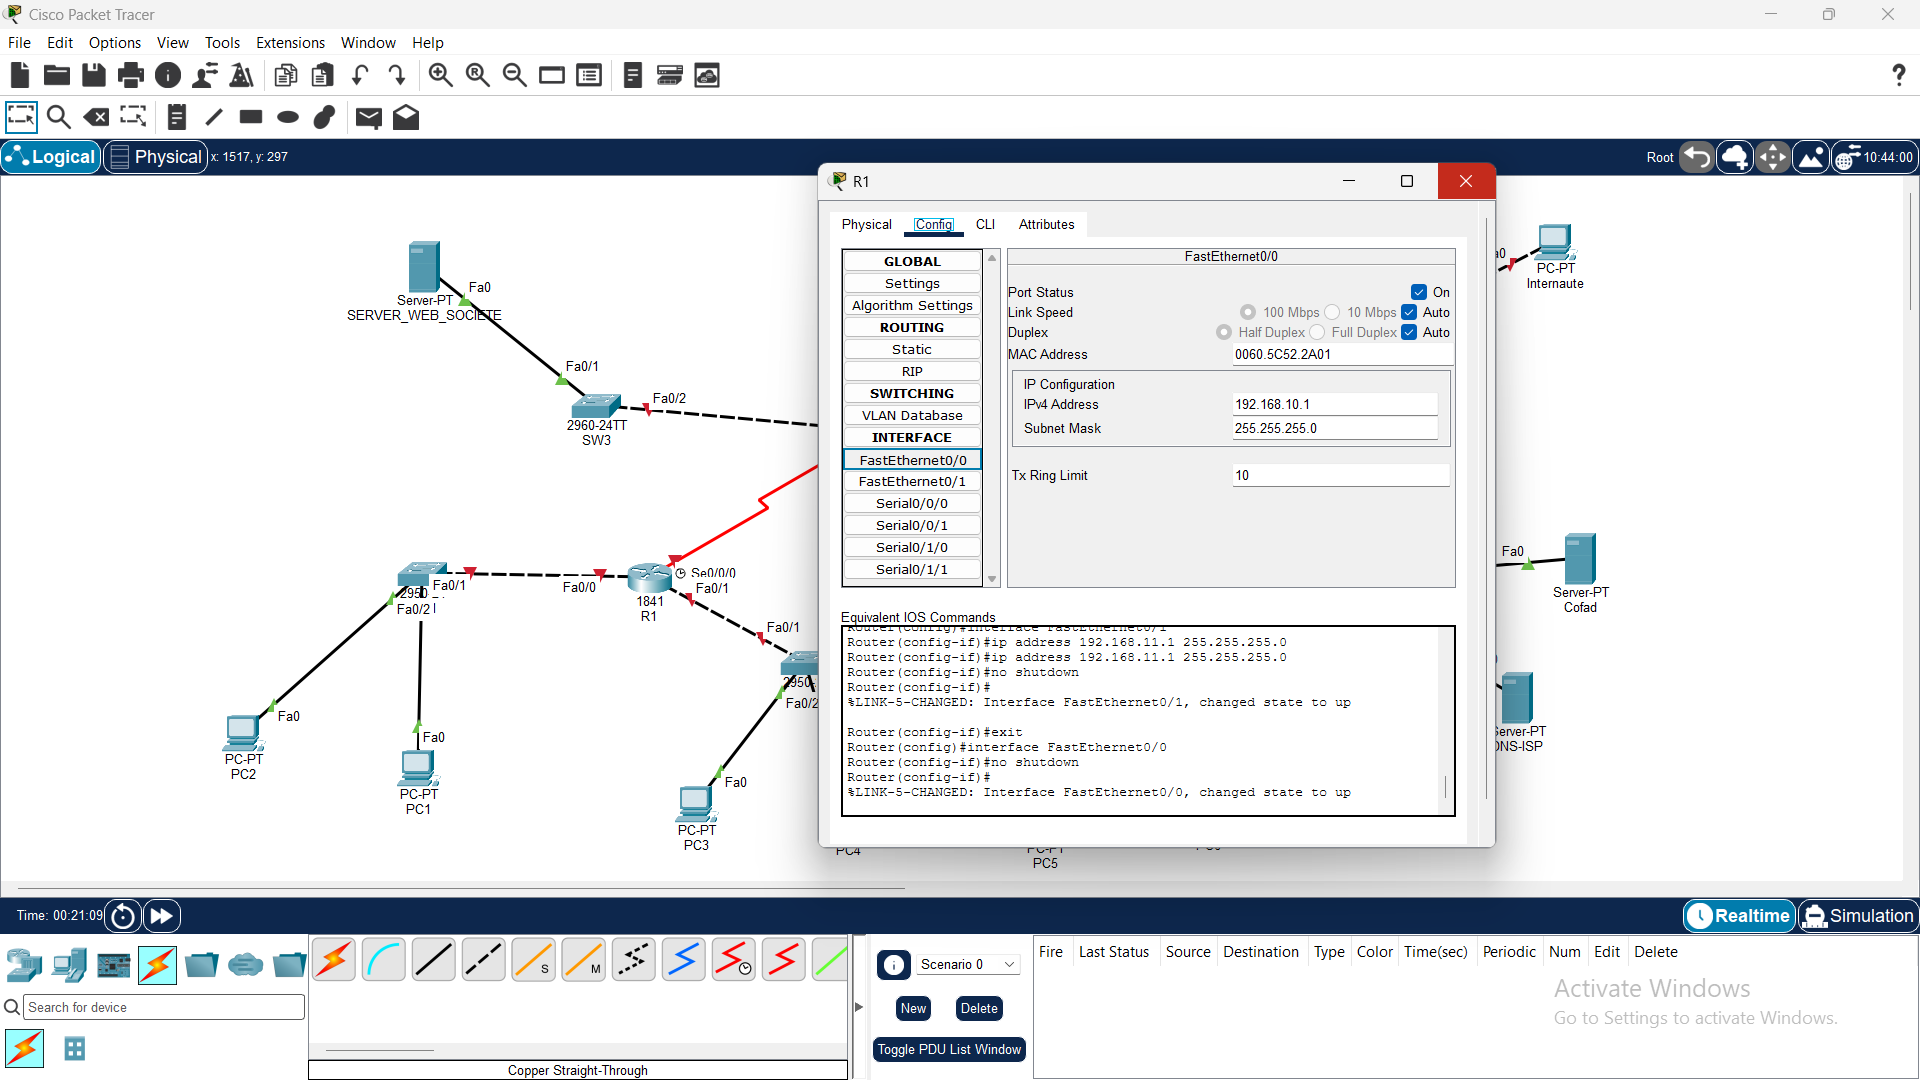 Cisco Packet Tracer
File Edit Options View Tools Extensions Window Help
Logical Physical x: 1517, y: 297
Root 10:44:00
R1
Physical Config CLI Attributes
GLOBAL
Settings
Algorithm Settings
ROUTING
Static
RIP
SWITCHING
VLAN Database
INTERFACE
FastEthernet0/0
FastEthernet0/1
Serial0/0/0
Serial0/0/1
Serial0/1/0
Serial0/1/1
FastEthernet0/0
Port Status On
Link Speed 100 Mbps 10 Mbps Auto
Duplex Half Duplex Full Duplex Auto
MAC Address 0060.5C52.2A01
IP Configuration
IPv4 Address 192.168.10.1
Subnet Mask 255.255.255.0
Tx Ring Limit 10
Equivalent IOS Commands
Router(config)#interface FastEthernet0/1
Router(config-if)#ip address 192.168.11.1 255.255.255.0
Router(config-if)#ip address 192.168.11.1 255.255.255.0
Router(config-if)#no shutdown
Router(config-if)#
%LINK-5-CHANGED: Interface FastEthernet0/1, changed state to up
Router(config-if)#exit
Router(config)#interface FastEthernet0/0
Router(config-if)#no shutdown
Router(config-if)#
%LINK-5-CHANGED: Interface FastEthernet0/0, changed state to up
Fa0
Server-PT
SERVER_WEB_SOCIETE
Fa0/1
Fa0/2
2960-24TT
SW3
Fa0/1
Fa0/2
Fa0/0
1841
R1
Se0/0/0
Fa0/1
Fa0/1
2950-
Fa0/2
Fa0
PC-PT
PC2
Fa0
PC-PT
PC1
Fa0
PC-PT
PC3
PC4
PC-PT
PC5
PC-PT
Internaute
Fa0
Server-PT
Cofad
Server-PT
DNS-ISP
Time: 00:21:09
Realtime Simulation
Search for device
S
M
Copper Straight-Through
Scenario 0
New Delete
Toggle PDU List Window
Fire Last Status Source Destination Type Color Time(sec) Periodic Num Edit Delete
Activate Windows
Go to Settings to activate Windows.